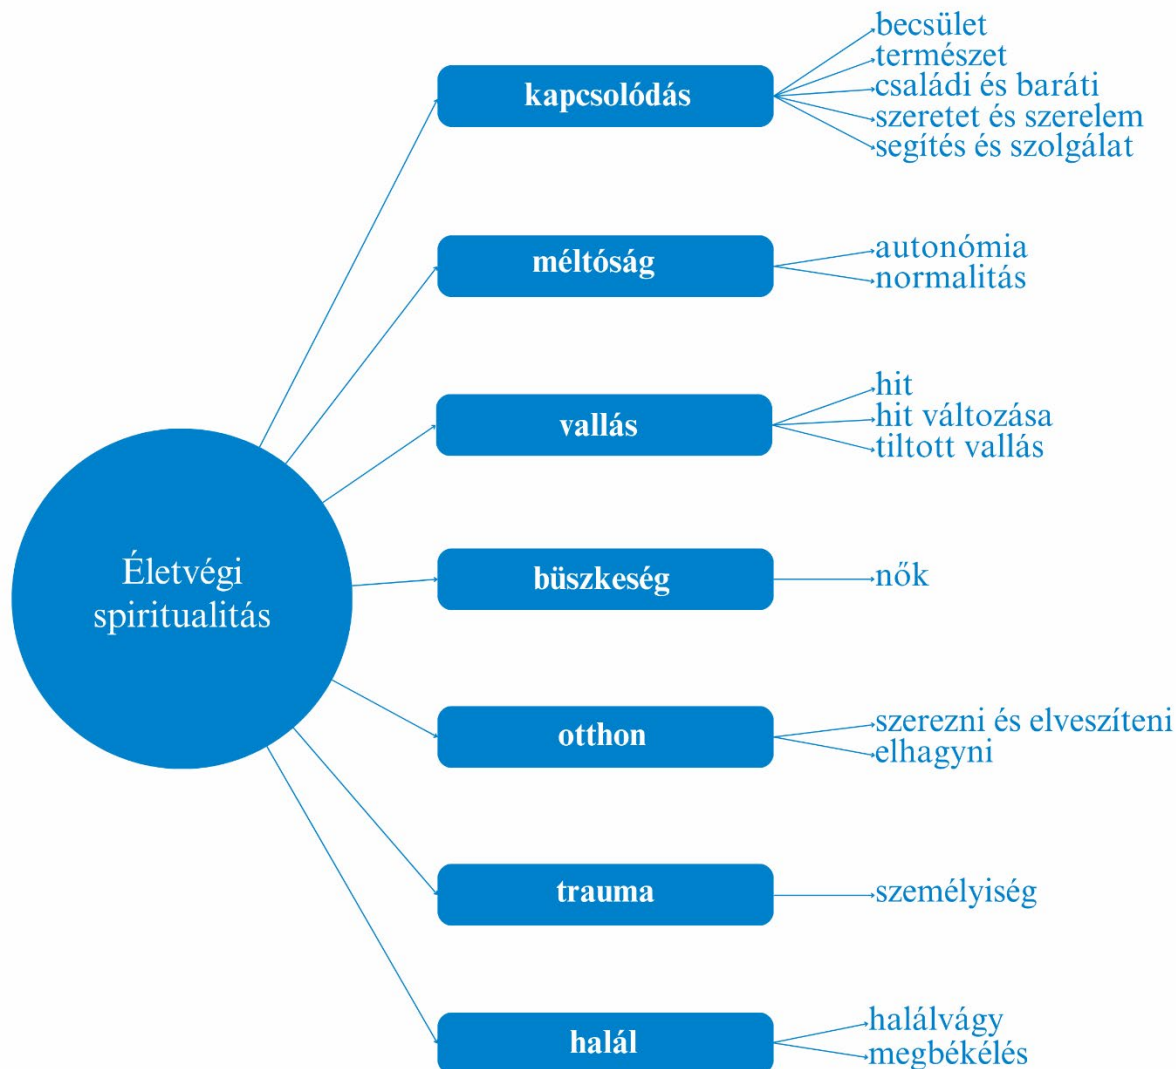 Életvégi
spiritualitás
kapcsolódás
becsület
természet
családi és baráti
szeretet és szerelem
segítés és szolgálat
méltóság
autonómia
normalitás
vallás
hit
hit változása
tiltott vallás
büszkeség
nők
otthon
szerezni és elveszíteni
elhagyni
trauma
személyiség
halál
halálvágy
megbékélés